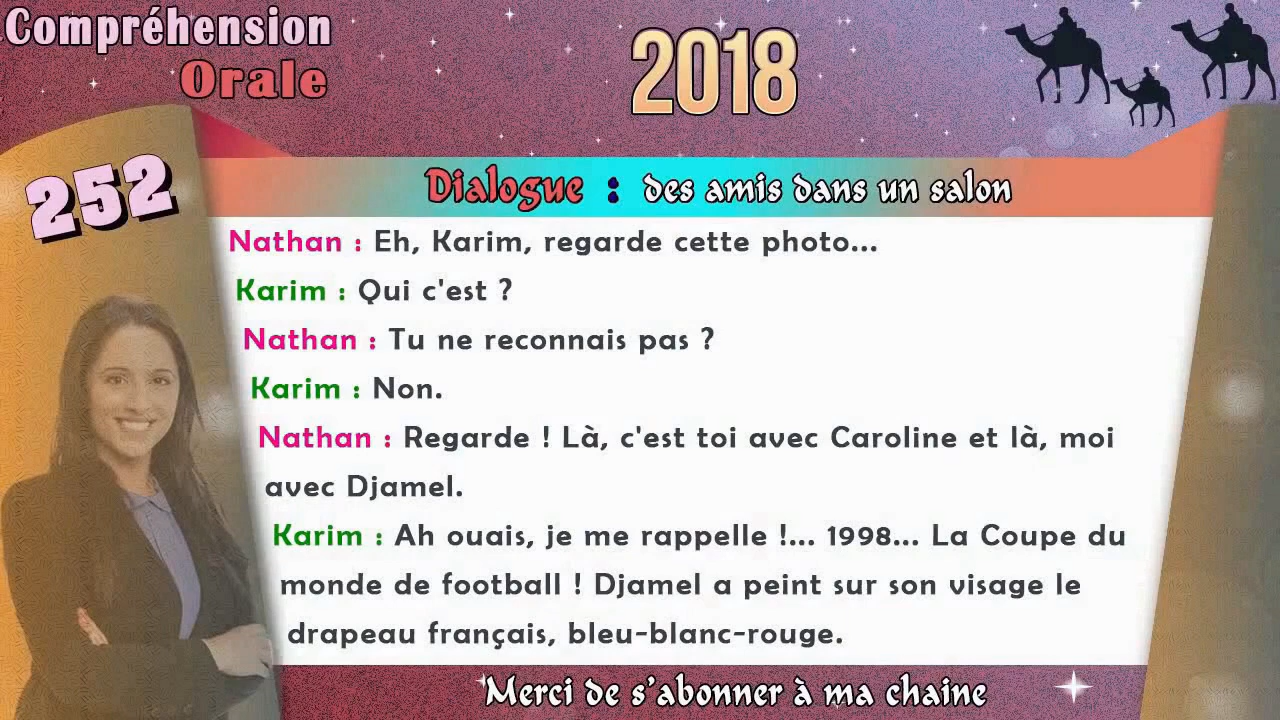 Compréhension
Orale
2018
252
Dialogue : des amis dans un salon
Nathan : Eh, Karim, regarde cette photo...
Karim : Qui c'est ?
Nathan : Tu ne reconnais pas ?
Karim : Non.
Nathan : Regarde ! Là, c'est toi avec Caroline et là, moi
avec Djamel.
Karim : Ah ouais, je me rappelle !... 1998... La Coupe du
monde de football ! Djamel a peint sur son visage le
drapeau français, bleu-blanc-rouge.
Merci de s'abonner à ma chaine